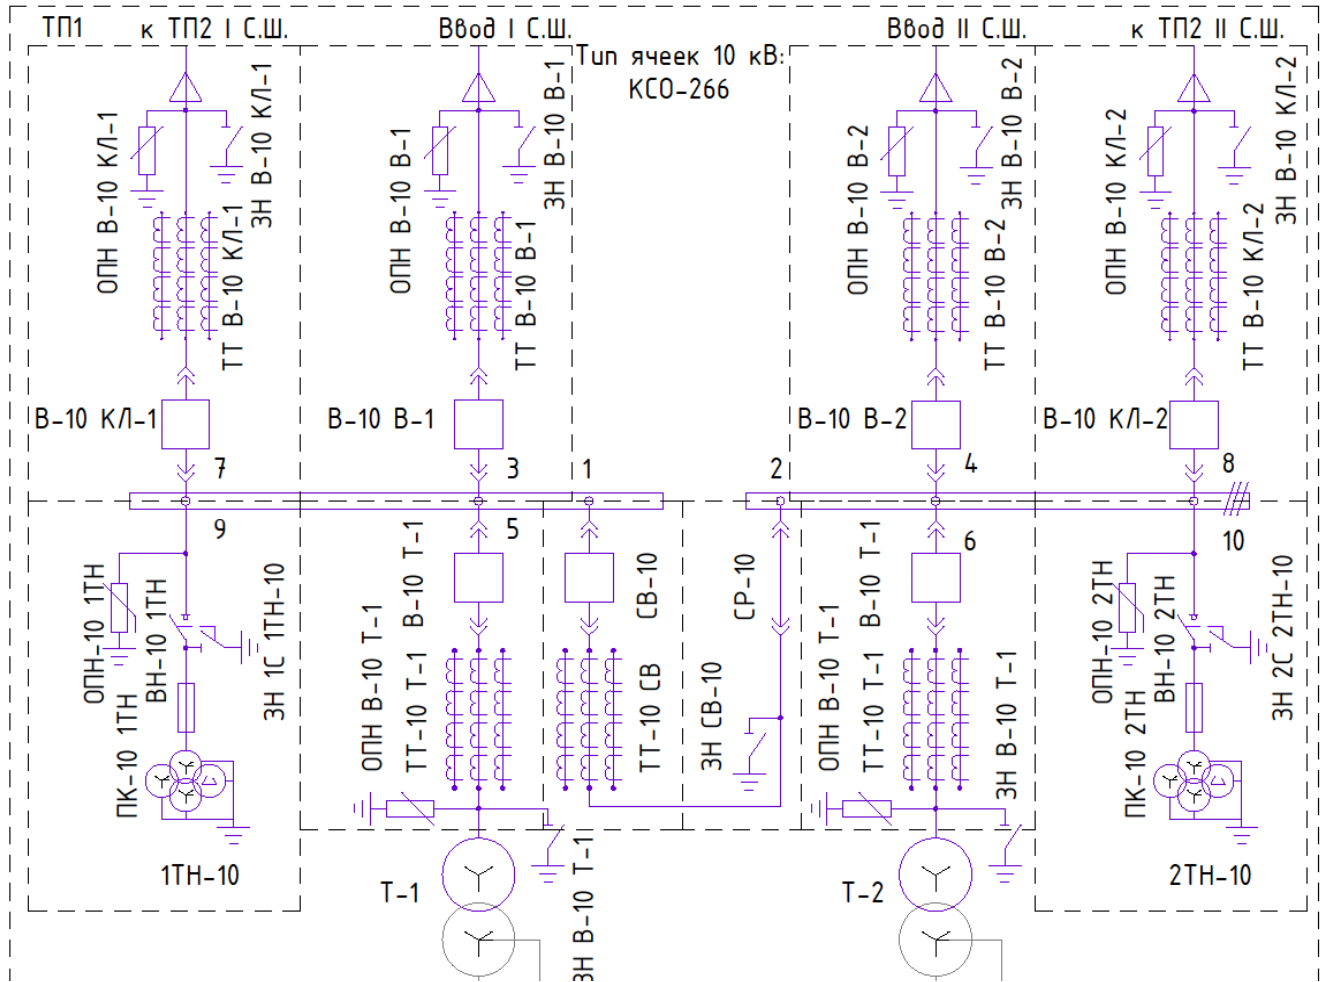 ТП1
к ТП2 I С.Ш.
Ввод I С.Ш.
Тип ячеек 10 кВ:
КСО-266
Ввод II С.Ш.
к ТП2 II С.Ш.
ОПН В-10 КЛ-1
ЗН В-10 КЛ-1
ТТ В-10 КЛ-1
ОПН В-10 В-1
ЗН В-10 В-1
ТТ В-10 В-1
ОПН В-10 В-2
ЗН В-10 В-2
ТТ В-10 В-2
ОПН В-10 КЛ-2
ЗН В-10 КЛ-2
ТТ В-10 КЛ-2
В-10 КЛ-1
В-10 В-1
В-10 В-2
В-10 КЛ-2
7
3
1
2
4
8
9
5
6
10
ОПН-10 1ТН
ВН-10 1ТН
ЗН 1С 1ТН-10
ПК-10 1ТН
1ТН-10
ОПН В-10 Т-1
ТТ-10 Т-1
В-10 Т-1
СВ-10
ТТ-10 СВ
ЗН СВ-10
СР-10
ОПН В-10 Т-1
ТТ-10 Т-1
В-10 Т-1
ЗН В-10 Т-1
ОПН-10 2ТН
ВН-10 2ТН
ЗН 2С 2ТН-10
ПК-10 2ТН
2ТН-10
Т-1
ЗН В-10 Т-1
Т-2